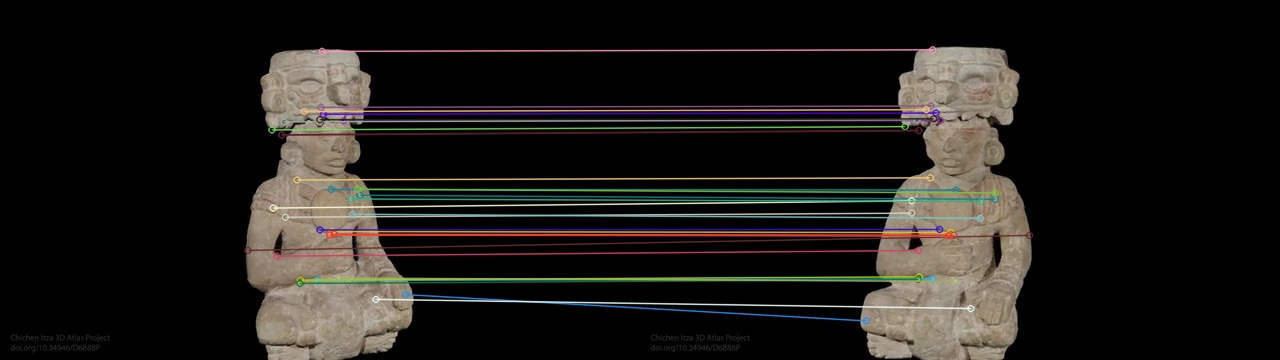 Chichen Itza 3D Atlas Project
doi.org/10.34946/D6B88P
Chichen Itza 3D Atlas Project
doi.org/10.34946/D6B88P